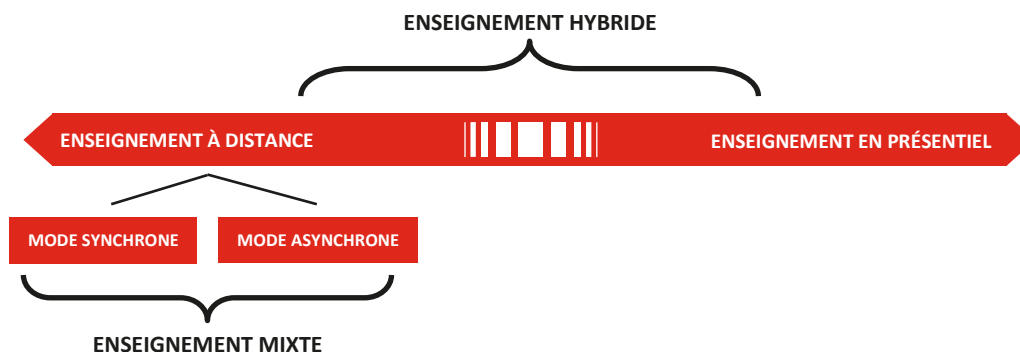 ENSEIGNEMENT HYBRIDE
ENSEIGNEMENT À DISTANCE
ENSEIGNEMENT EN PRÉSENTIEL
MODE SYNCHRONE
MODE ASYNCHRONE
ENSEIGNEMENT MIXTE